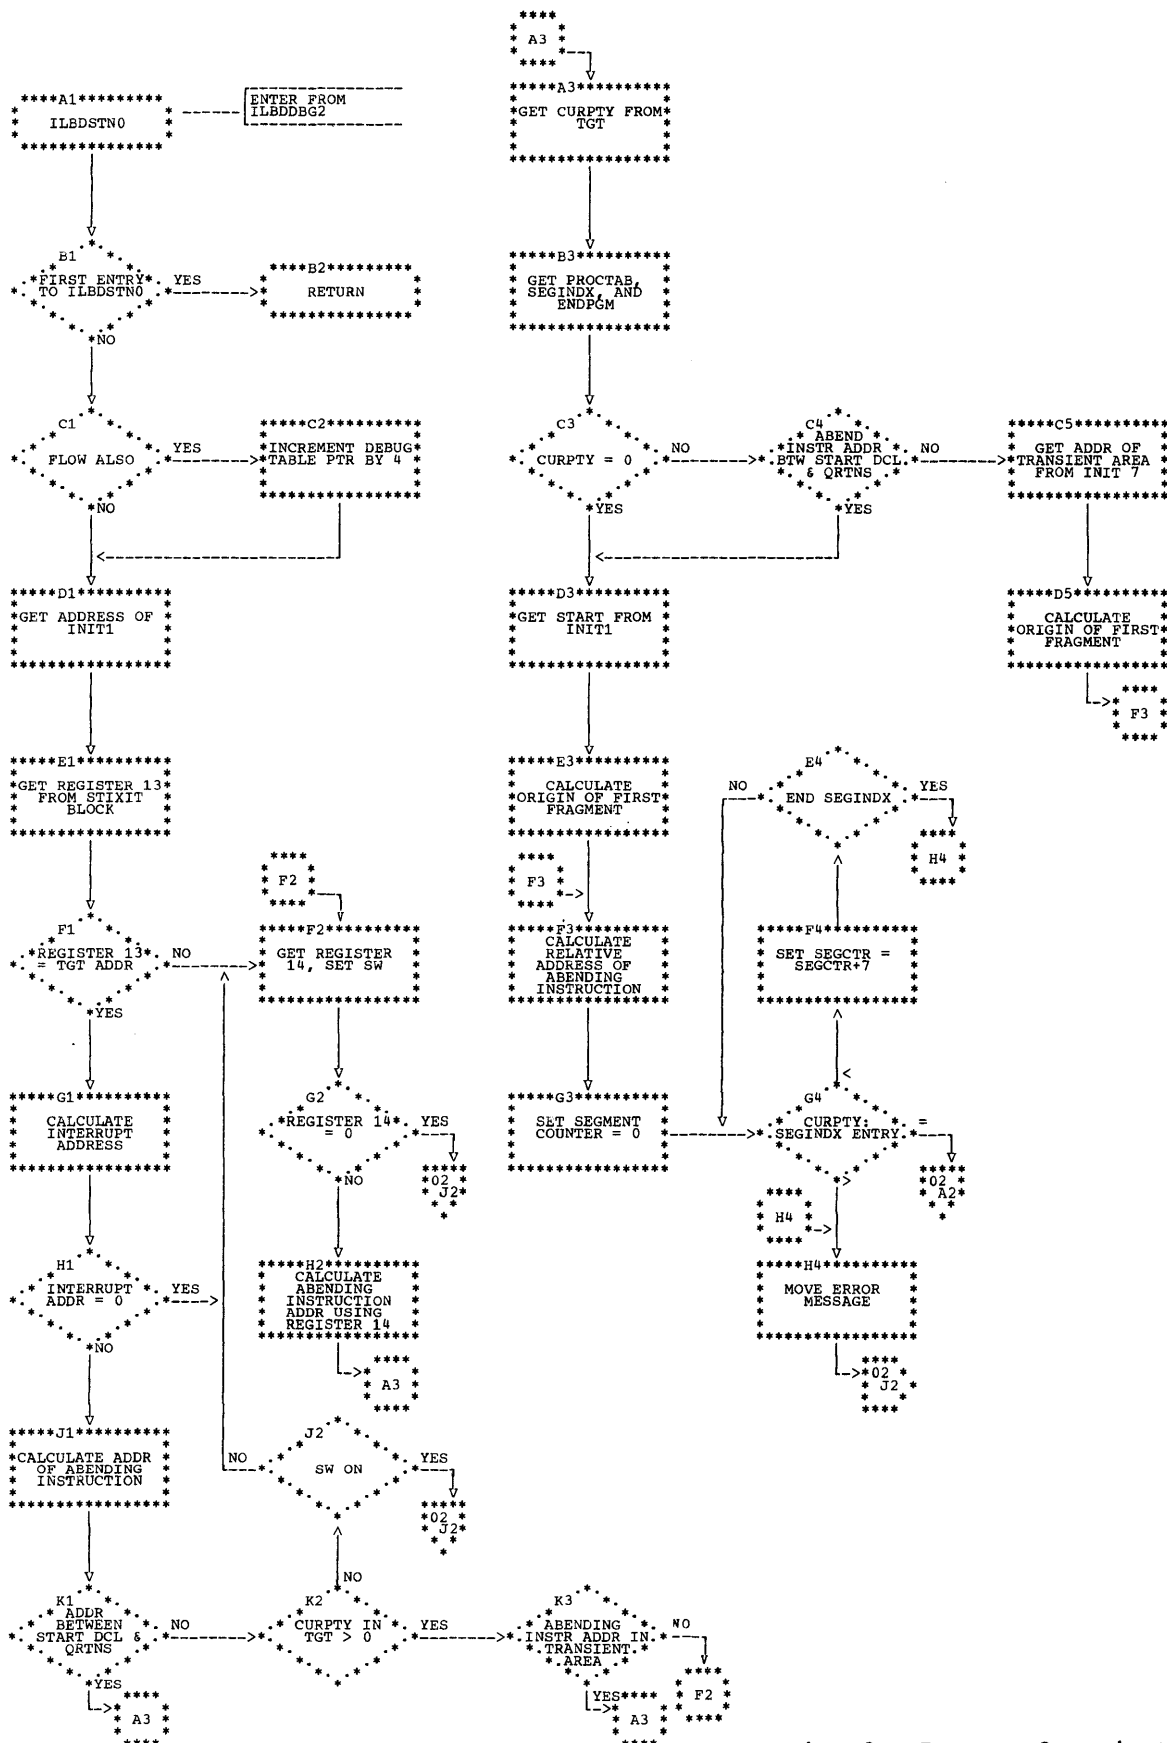 A3
A1
ILBDSTN0
ENTER FROM
ILBDDBG2
A3
GET CURPTY FROM
TGT
B1
FIRST ENTRY
TO ILBDSTN0
YES
NO
B2
RETURN
B3
GET PROCTAB,
SEGINDX, AND
ENDPGM
C1
FLOW ALSO
YES
NO
C2
INCREMENT DEBUG
TABLE PTR BY 4
C3
CURPTY = 0
NO
YES
C4
ABEND
INSTR ADDR
BTW START DCL
& QRTNS
NO
YES
C5
GET ADDR OF
TRANSIENT AREA
FROM INIT 7
D1
GET ADDRESS OF
INIT1
D3
GET START FROM
INIT1
D5
CALCULATE
ORIGIN OF FIRST
FRAGMENT
F3
E1
GET REGISTER 13
FROM STIXIT
BLOCK
E3
CALCULATE
ORIGIN OF FIRST
FRAGMENT
E4
END SEGINDX
NO
YES
H4
F2
F3
F1
REGISTER 13
= TGT ADDR
NO
YES
F2
GET REGISTER
14, SET SW
F3
CALCULATE
RELATIVE
ADDRESS OF
ABENDING
INSTRUCTION
F4
SET SEGCTR =
SEGCTR+7
G1
CALCULATE
INTERRUPT
ADDRESS
G2
REGISTER 14
= 0
YES
NO
02
J2
G3
SET SEGMENT
COUNTER = 0
G4
CURPTY:
SEGINDX ENTRY
<
=
>
02
A2
H4
H1
INTERRUPT
ADDR = 0
YES
NO
H2
CALCULATE
ABENDING
INSTRUCTION
ADDR USING
REGISTER 14
A3
H4
MOVE ERROR
MESSAGE
02
J2
J1
CALCULATE ADDR
OF ABENDING
INSTRUCTION
J2
SW ON
NO
YES
02
J2
K1
ADDR
BETWEEN
START DCL &
QRTNS
NO
YES
A3
K2
CURPTY IN
TGT > 0
NO
YES
K3
ABENDING
INSTR ADDR IN
TRANSIENT
AREA
NO
YES
A3
F2